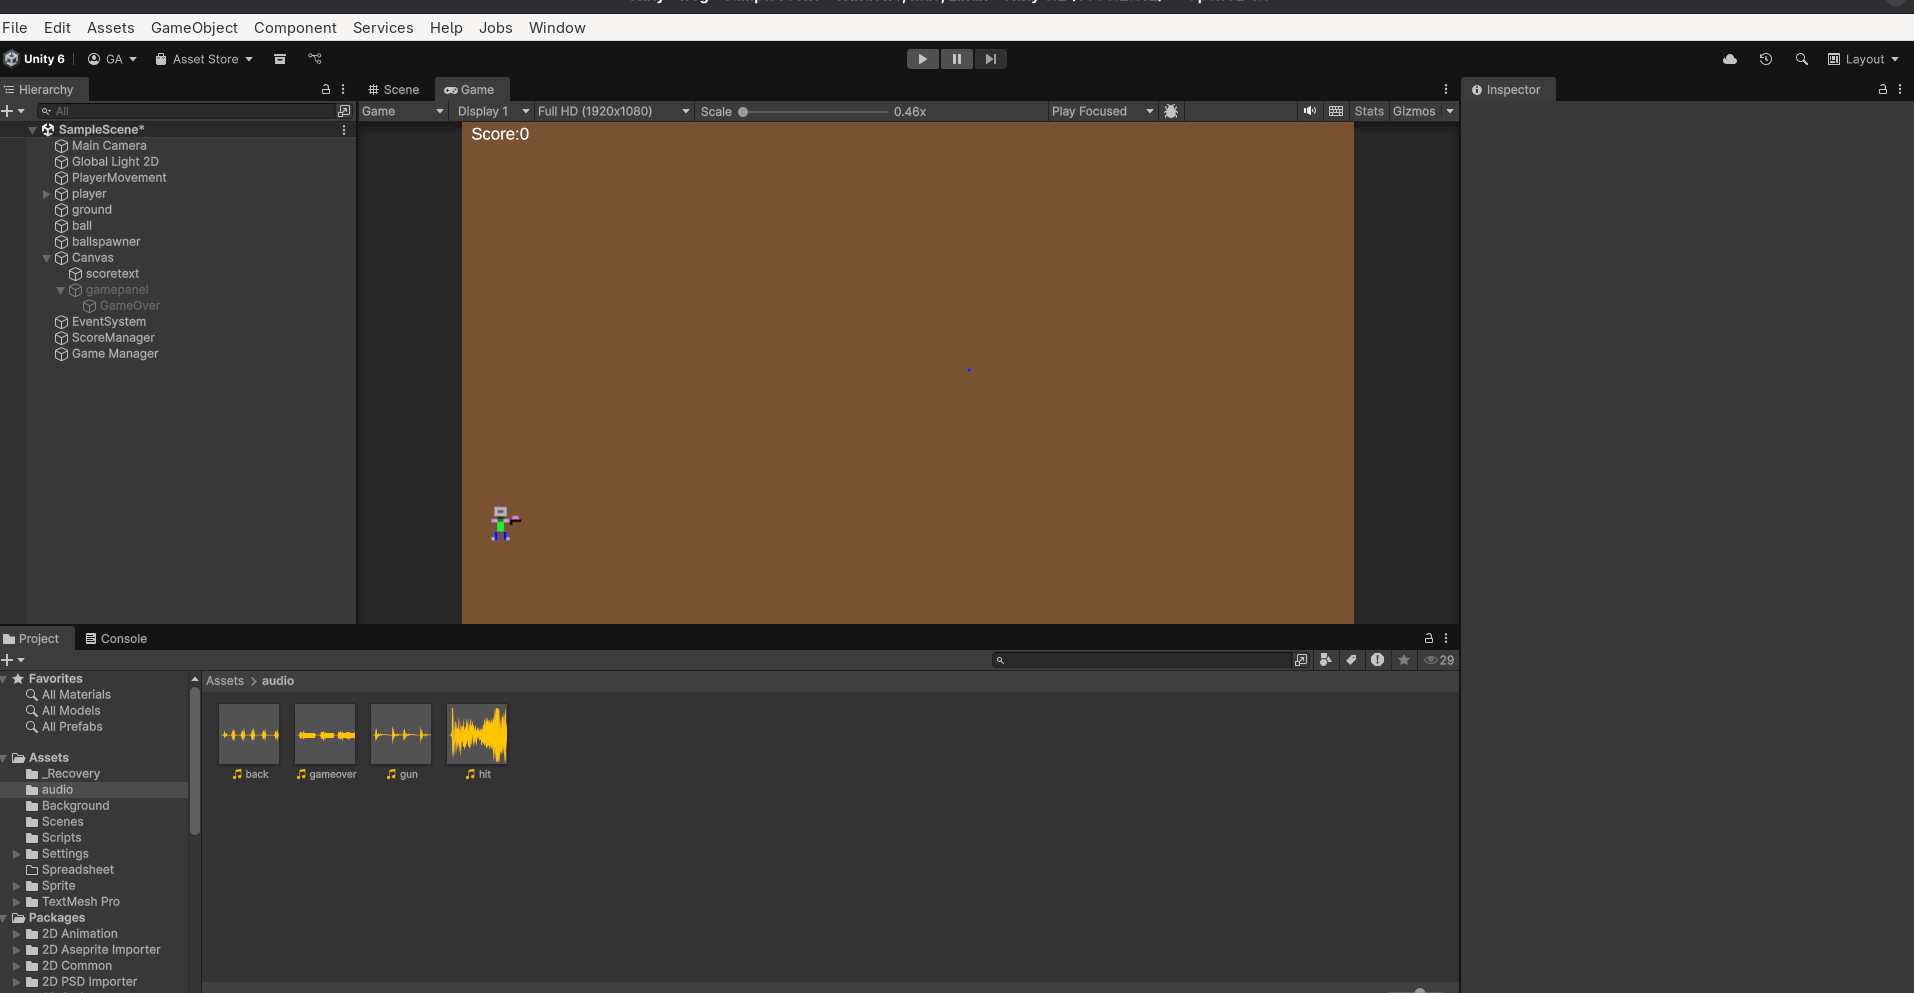 File Edit Assets GameObject Component Services Help Jobs Window
Unity 6 GA Asset Store Layout
Hierarchy Scene Game Inspector
All Game Display 1 Full HD (1920x1080) Scale 0.46x Play Focused Stats Gizmos
SampleScene*
Score:0
Main Camera
Global Light 2D
PlayerMovement
player
ground
ball
ballspawner
Canvas
scoretext
gamepanel
GameOver
EventSystem
ScoreManager
Game Manager
Project Console
29
Favorites
All Materials
All Models
All Prefabs
Assets
_Recovery
audio
Background
Scenes
Scripts
Settings
Spreadsheet
Sprite
TextMesh Pro
Packages
2D Animation
2D Aseprite Importer
2D Common
2D PSD Importer
Assets > audio
back gameover gun hit